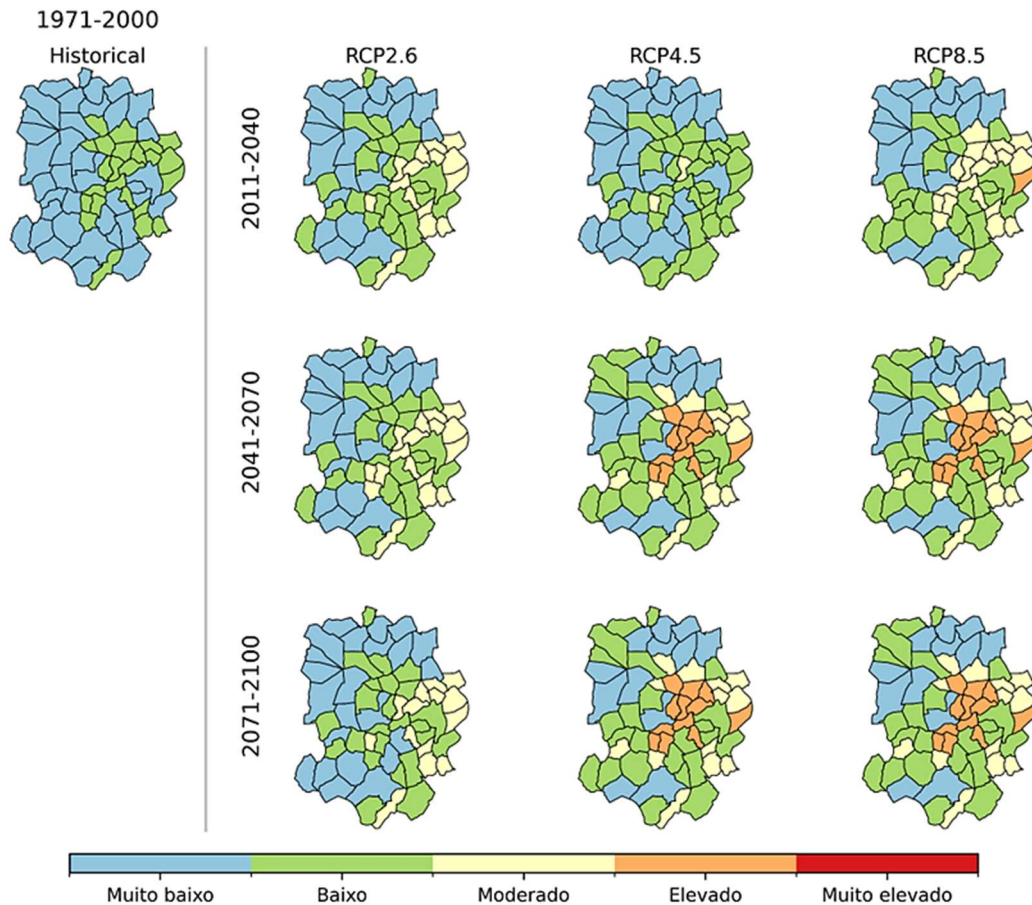 1971-2000
Historical
RCP2.6
RCP4.5
RCP8.5
2011-2040
2041-2070
2071-2100
Muito baixo
Baixo
Moderado
Elevado
Muito elevado